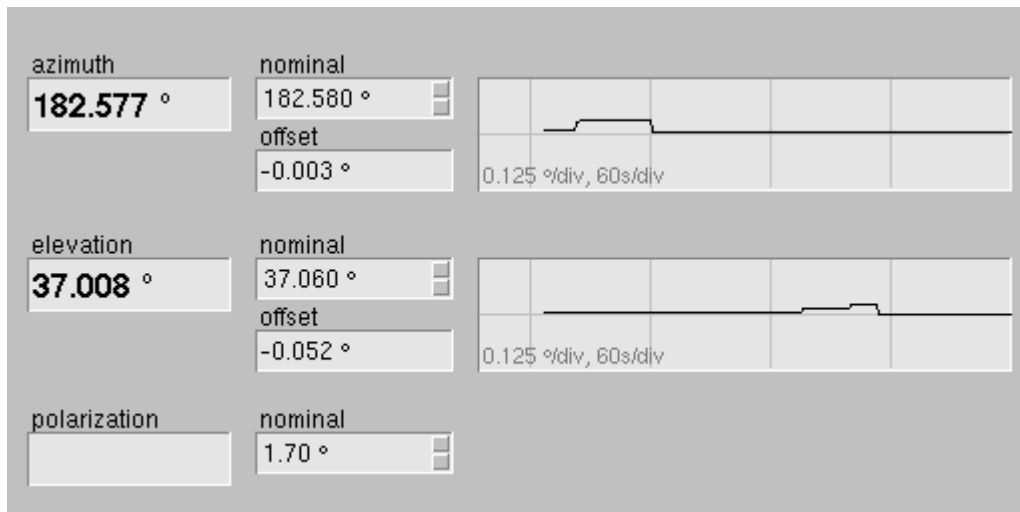 azimuth
182.577 °
nominal
182.580 °
offset
-0.003 °
0.125 °/div, 60s/div
elevation
37.008 °
nominal
37.060 °
offset
-0.052 °
0.125 °/div, 60s/div
polarization
nominal
1.70 °